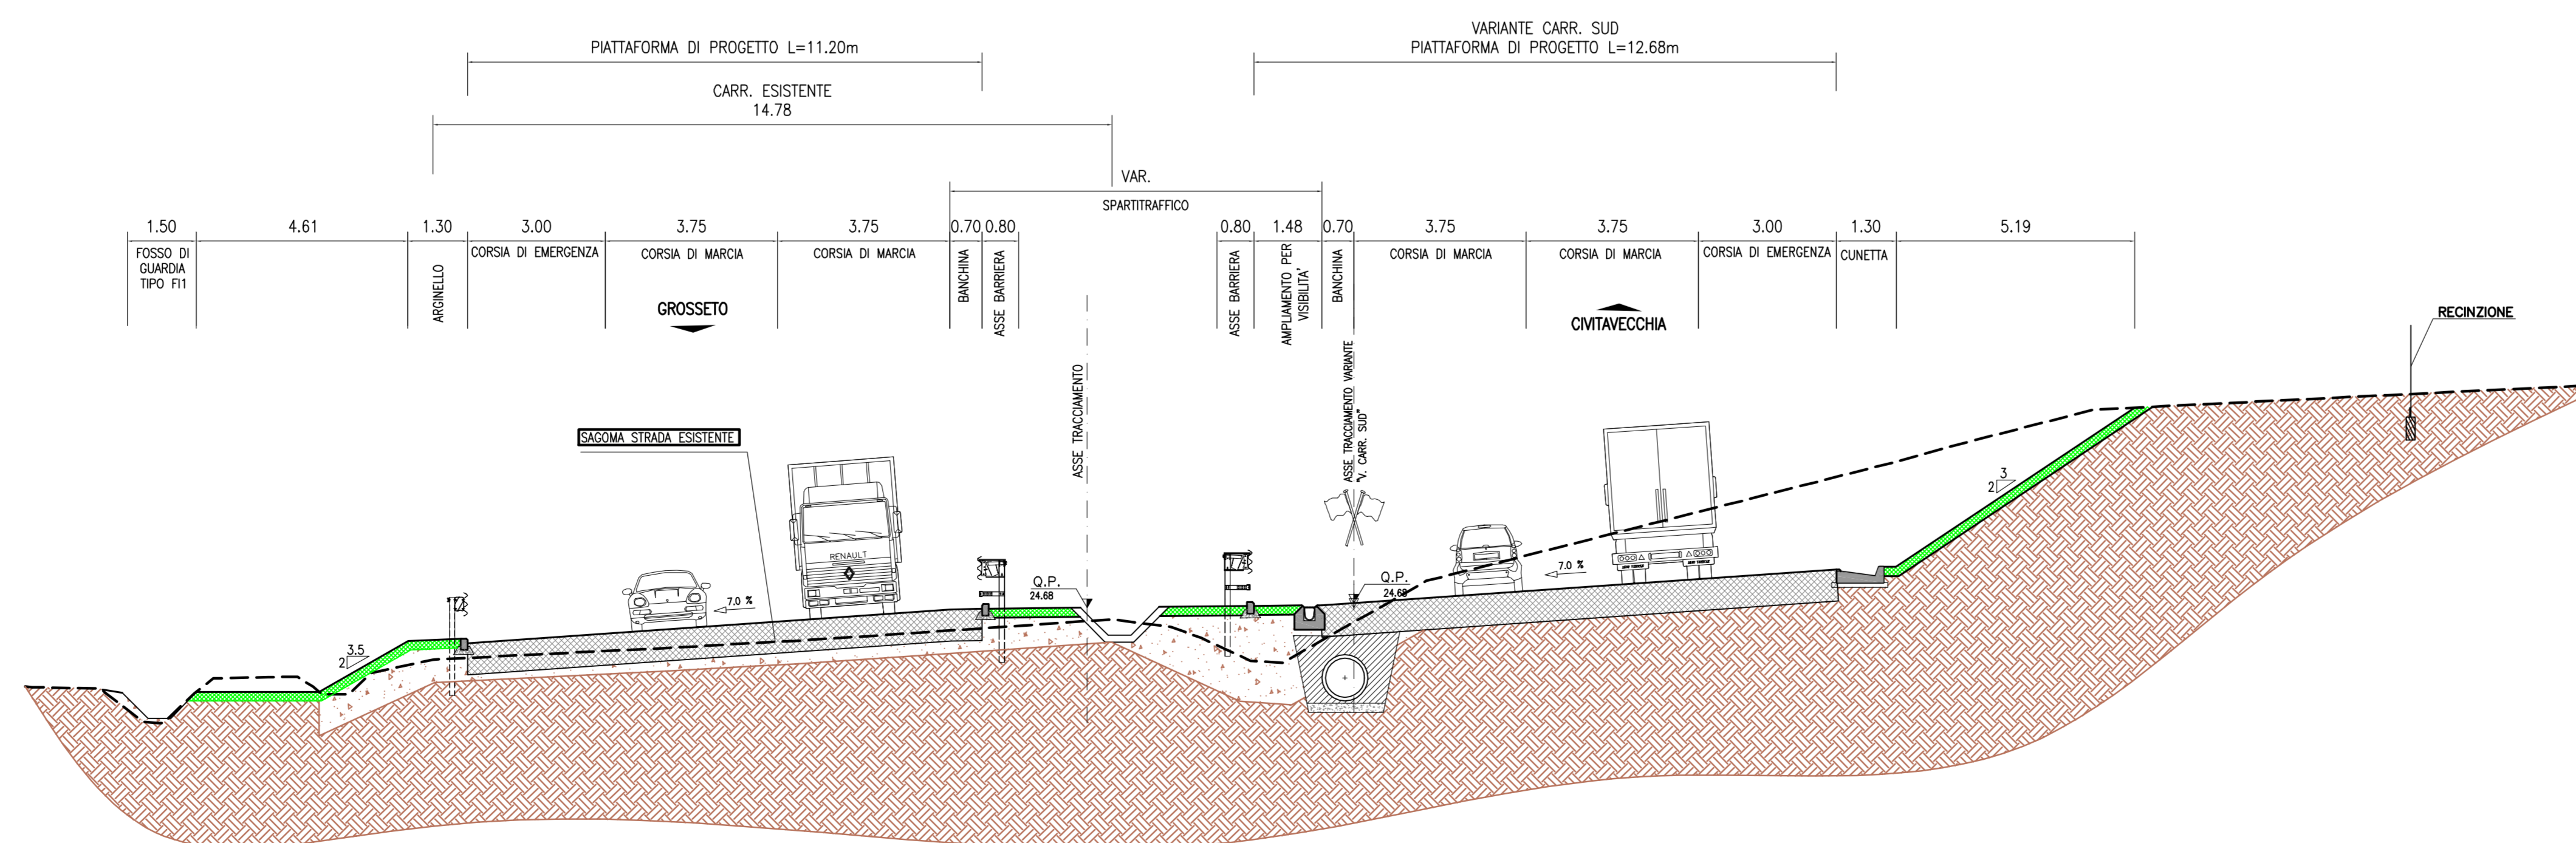 VARIANTE CARR. SUD
PIATTAFORMA DI PROGETTO L=11.20m
PIATTAFORMA DI PROGETTO L=12.68m
CARR. ESISTENTE
14.78
VAR.
SPARTITRAFFICO
1.50
4.61
1.30
3.00
3.75
3.75
0.70
0.80
0.80
1.48
0.70
3.75
3.75
3.00
1.30
5.19
FOSSO DI
GUARDIA
TIPO FI1
ARGINELLO
CORSIA DI EMERGENZA
CORSIA DI MARCIA
CORSIA DI MARCIA
BANCHINA
ASSE BARRIERA
ASSE BARRIERA
AMPLIAMENTO PER
VISIBILITA'
BANCHINA
CORSIA DI MARCIA
CORSIA DI MARCIA
CORSIA DI EMERGENZA
CUNETTA
GROSSETO
CIVITAVECCHIA
RECINZIONE
ASSE TRACCIAMENTO
ASSE TRACCIAMENTO VARIANTE
"V. CARR. SUD"
SAGOMA STRADA ESISTENTE
3
2
RENAULT
7.0 %
Q.P.
24.68
Q.P.
24.68
7.0 %
3.5
2